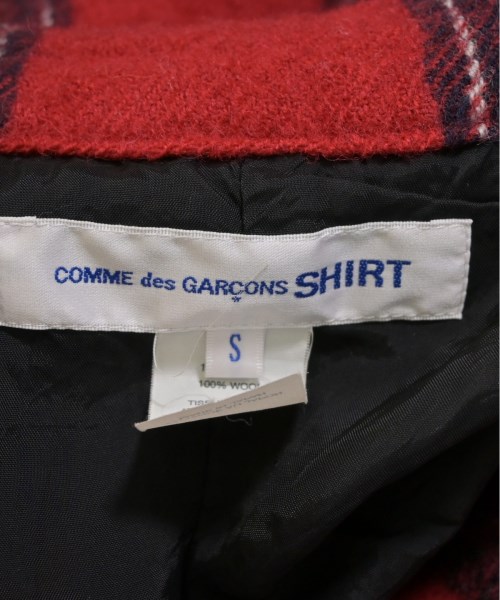 COMME des GARCONS SHIRT
*
S
100% WOOL